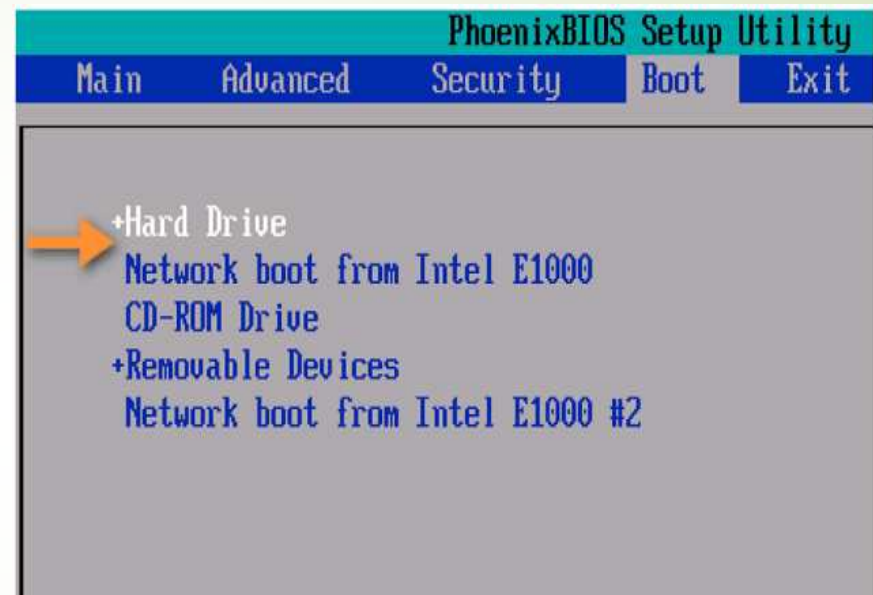 PhoenixBIOS Setup Utility
Main Advanced Security Boot Exit
+Hard Drive
Network boot from Intel E1000
CD-ROM Drive
+Removable Devices
Network boot from Intel E1000 #2